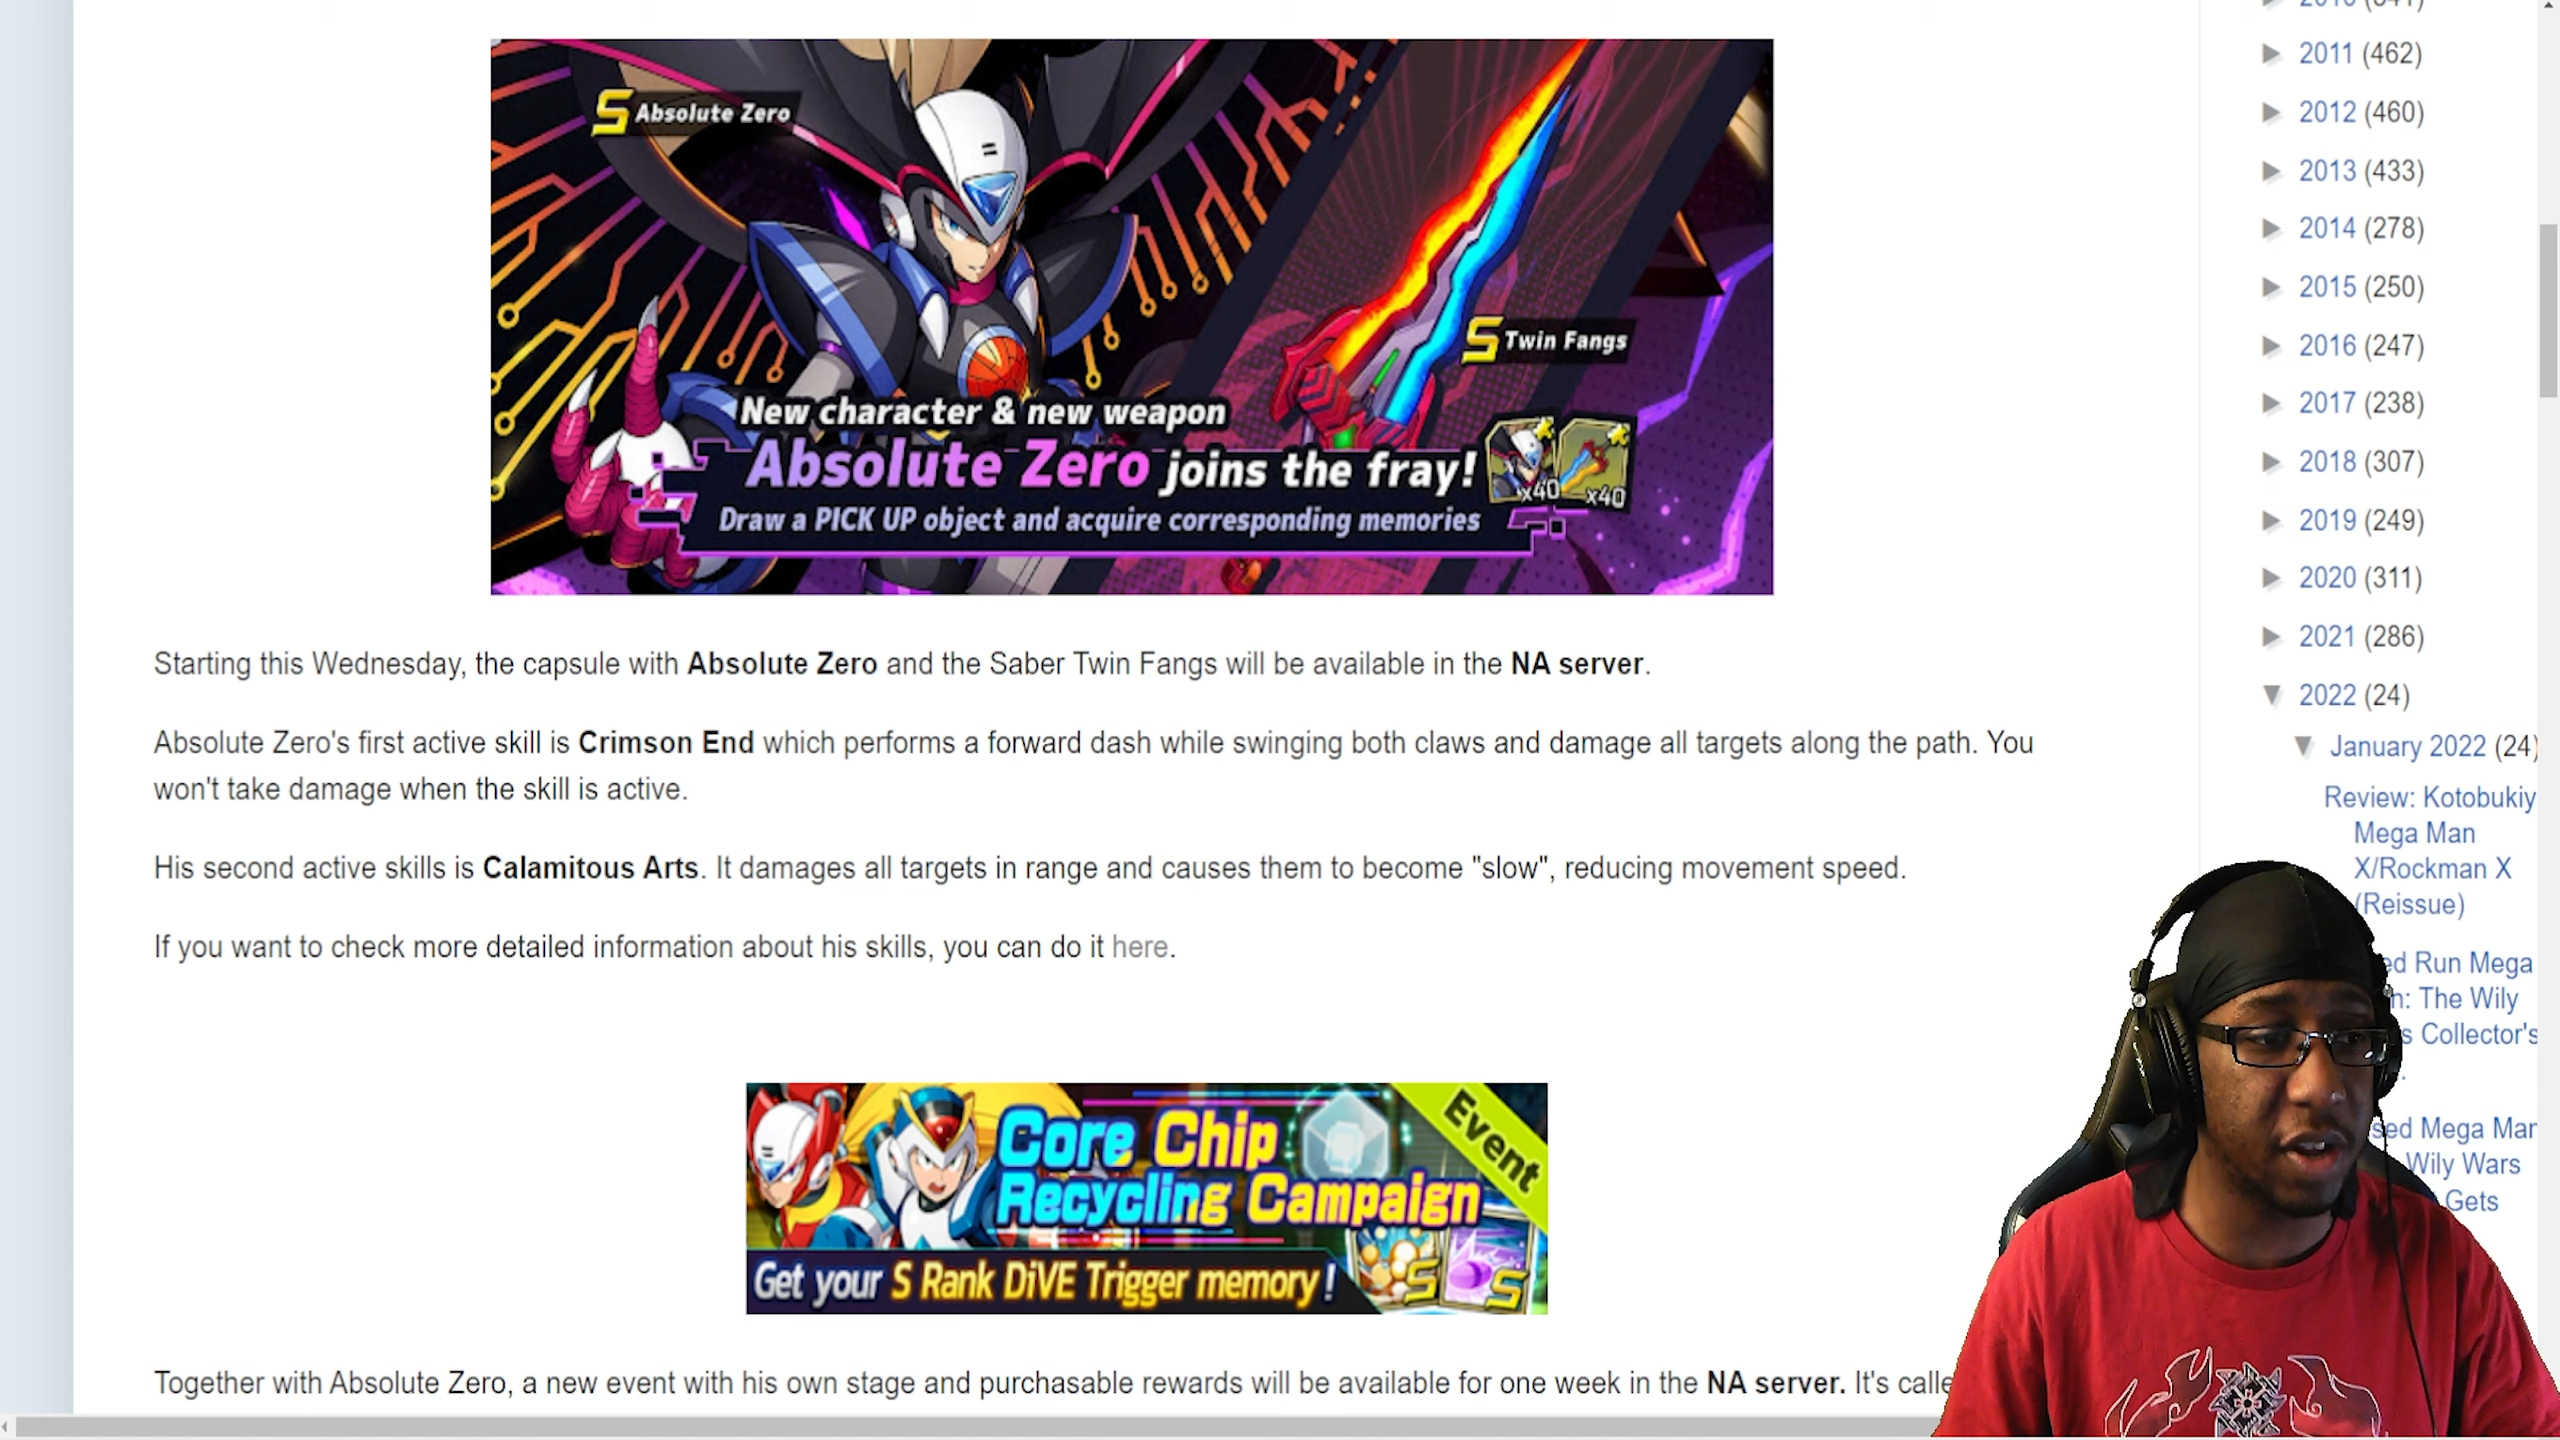 S Absolute Zero
S Twin Fangs
New character & new weapon
Absolute Zero joins the fray!
x40 x40
Draw a PICK UP object and acquire corresponding memories
Starting this Wednesday, the capsule with Absolute Zero and the Saber Twin Fangs will be available in the NA server.
Absolute Zero's first active skill is Crimson End which performs a forward dash while swinging both claws and damage all targets along the path. You
won't take damage when the skill is active.
His second active skills is Calamitous Arts. It damages all targets in range and causes them to become "slow", reducing movement speed.
If you want to check more detailed information about his skills, you can do it here.
Core Chip
Recycling Campaign
Event
Get your S Rank DiVE Trigger memory!
S S
Together with Absolute Zero, a new event with his own stage and purchasable rewards will be available for one week in the NA server. It's calle
2011 (462)
2012 (460)
2013 (433)
2014 (278)
2015 (250)
2016 (247)
2017 (238)
2018 (307)
2019 (249)
2020 (311)
2021 (286)
2022 (24)
January 2022 (24)
Review: Kotobukiy
Mega Man
X/Rockman X
(Reissue)
ed Run Mega
n: The Wily
s Collector's
.
sed Mega Man
Wily Wars
Gets